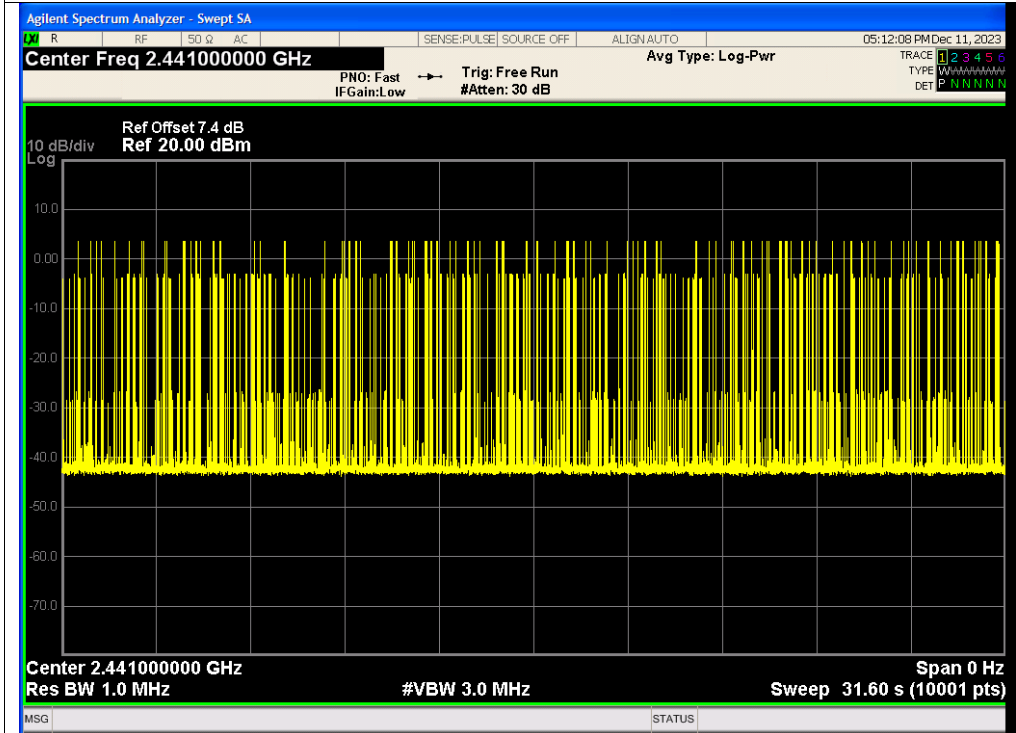 Agilent Spectrum Analyzer - Swept SA
LXI R RF 50 Ω AC SENSE:PULSE SOURCE OFF ALIGN AUTO 05:12:08 PM Dec 11, 2023
Center Freq 2.441000000 GHz Avg Type: Log-Pwr TRACE 1 2 3 4 5 6
PNO: Fast Trig: Free Run TYPE WWWWWW
IFGain:Low #Atten: 30 dB DET P N N N N N
Ref Offset 7.4 dB
10 dB/div Ref 20.00 dBm
Log
10.0
0.00
-10.0
-20.0
-30.0
-40.0
-50.0
-60.0
-70.0
Center 2.441000000 GHz Span 0 Hz
Res BW 1.0 MHz #VBW 3.0 MHz Sweep 31.60 s (10001 pts)
MSG STATUS